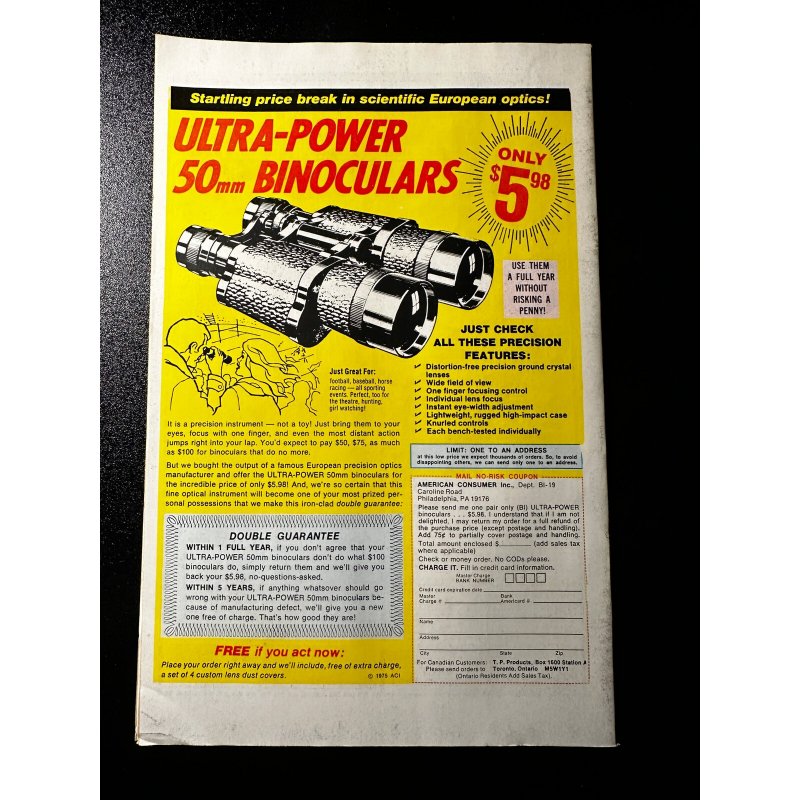 Startling price break in scientific European optics!
ULTRA-POWER
50mm BINOCULARS
ONLY
$5.98
USE THEM
A FULL YEAR
WITHOUT
RISKING A
PENNY!
JUST CHECK
ALL THESE PRECISION
FEATURES:
✓ Distortion-free precision ground crystal
lenses
✓ Wide field of view
✓ One finger focusing control
✓ Individual lens focus
✓ Instant eye-width adjustment
✓ Lightweight, rugged high-impact case
✓ Knurled controls
✓ Each bench-tested individually
Just Great For:
football, baseball, horse
racing — all sporting
events. Perfect, too for
the theatre, hunting,
girl watching!
It is a precision instrument — not a toy! Just bring them to your
eyes, focus with one finger, and even the most distant action
jumps right into your lap. You'd expect to pay $50, $75, as much
as $100 for binoculars that do no more.
But we bought the output of a famous European precision optics
manufacturer and offer the ULTRA-POWER 50mm binoculars for
the incredible price of only $5.98! And, we're so certain that this
fine optical instrument will become one of your most prized per-
sonal possessions that we make this iron-clad double guarantee:
DOUBLE GUARANTEE
WITHIN 1 FULL YEAR, if you don't agree that your
ULTRA-POWER 50mm binoculars don't do what $100
binoculars do, simply return them and we'll give you
back your $5.98, no-questions-asked.
WITHIN 5 YEARS, if anything whatsoever should go
wrong with your ULTRA-POWER 50mm binoculars be-
cause of manufacturing defect, we'll give you a new
one free of charge. That's how good they are!
FREE if you act now:
Place your order right away and we'll include, free of extra charge,
a set of 4 custom lens dust covers.
© 1975 ACI
LIMIT: ONE TO AN ADDRESS
at this low price we expect thousands of orders. So, to avoid
disappointing others, we can send only one to an address.
MAIL NO-RISK COUPON
AMERICAN CONSUMER Inc., Dept. BI-19
Caroline Road
Philadelphia, PA 19176
Please send me one pair only (BI) ULTRA-POWER
binoculars . . . $5.98. I understand that if I am not
delighted, I may return my order for a full refund of
the purchase price (except postage and handling).
Add 75¢ to partially cover postage and handling.
Total amount enclosed $ (add sales tax
where applicable)
Check or money order, No CODs please.
CHARGE IT. Fill in credit card information.
Master Charge
BANK NUMBER
Credit card expiration date
Master Bank
Charge # Americard #
Name
Address
City State Zip
For Canadian Customers: T. P. Products, Box 1600 Station A
Please send orders to Toronto, Ontario M5W1Y1
(Ontario Residents Add Sales Tax).